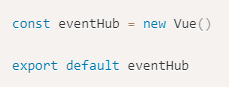 const eventHub = new Vue()
export default eventHub